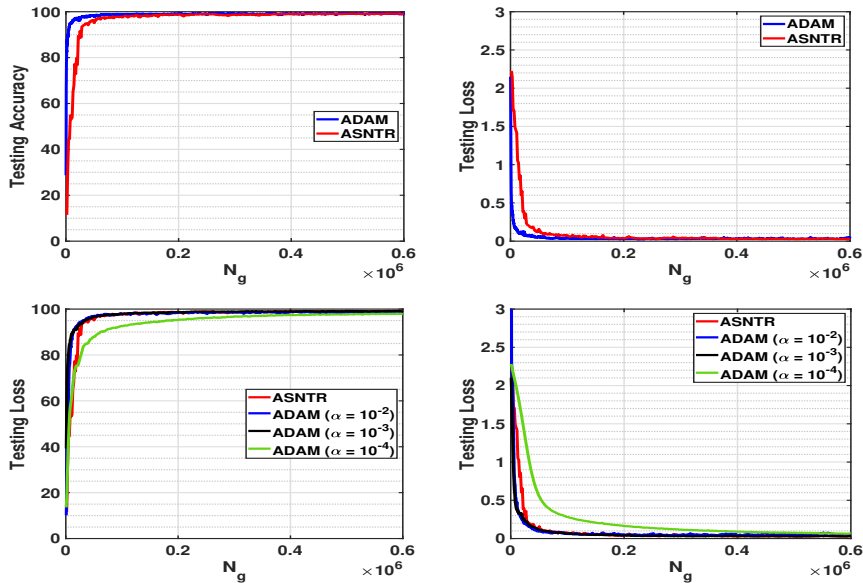 100
80
60
40
20
0
Testing Accuracy
ADAM
ASNTR
0 0.2 0.4 0.6
N_g ×10^6
3
2.5
2
1.5
1
0.5
0
Testing Loss
ADAM
ASNTR
0 0.2 0.4 0.6
N_g ×10^6
100
80
60
40
20
0
Testing Loss
ASNTR
ADAM (α = 10^-2)
ADAM (α = 10^-3)
ADAM (α = 10^-4)
0 0.2 0.4 0.6
N_g ×10^6
3
2.5
2
1.5
1
0.5
0
Testing Loss
ASNTR
ADAM (α = 10^-2)
ADAM (α = 10^-3)
ADAM (α = 10^-4)
0 0.2 0.4 0.6
N_g ×10^6